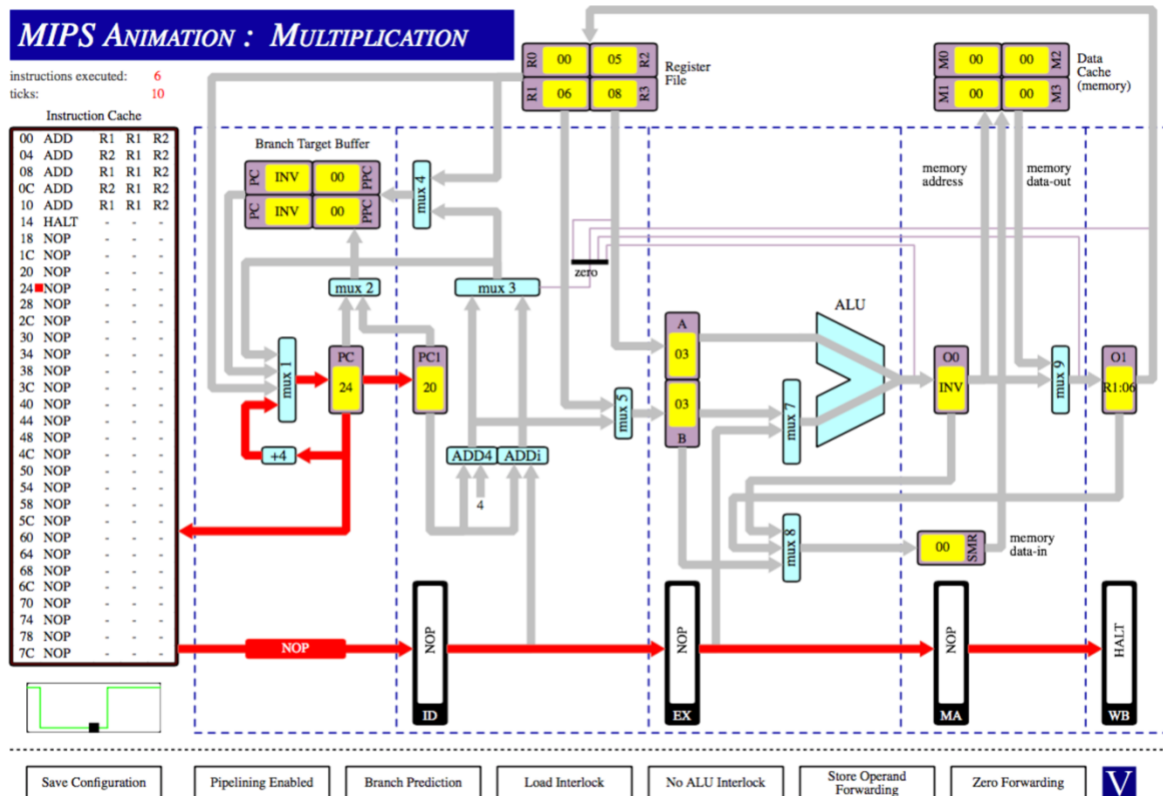 MIPS ANIMATION : MULTIPLICATION
instructions executed: 6
ticks: 10
Instruction Cache
00 ADD R1 R1 R2
04 ADD R2 R1 R2
08 ADD R1 R1 R2
0C ADD R2 R1 R2
10 ADD R1 R1 R2
14 HALT - - -
18 NOP - - -
1C NOP - - -
20 NOP - - -
24 NOP - - -
28 NOP - - -
2C NOP - - -
30 NOP - - -
34 NOP - - -
38 NOP - - -
3C NOP - - -
40 NOP - - -
44 NOP - - -
48 NOP - - -
4C NOP - - -
50 NOP - - -
54 NOP - - -
58 NOP - - -
5C NOP - - -
60 NOP - - -
64 NOP - - -
68 NOP - - -
6C NOP - - -
70 NOP - - -
74 NOP - - -
78 NOP - - -
7C NOP - - -
R0 00 05 R2
R1 06 08 R3
Register
File
M0 00 00 M2
M1 00 00 M3
Data
Cache
(memory)
Branch Target Buffer
PC INV 00 PPC
PC INV 00 PPC
mux 4
memory
address
memory
data-out
zero
mux 2
mux 3
ALU
mux 1
PC
24
PC1
20
A
03
03
B
mux 5
mux 7
O0
INV
mux 9
O1
R1:06
+4
ADD4
ADDi
4
mux 8
00 SMR
memory
data-in
NOP
NOP
ID
NOP
EX
NOP
MA
HALT
WB
Save Configuration
Pipelining Enabled
Branch Prediction
Load Interlock
No ALU Interlock
Store Operand
Forwarding
Zero Forwarding
V